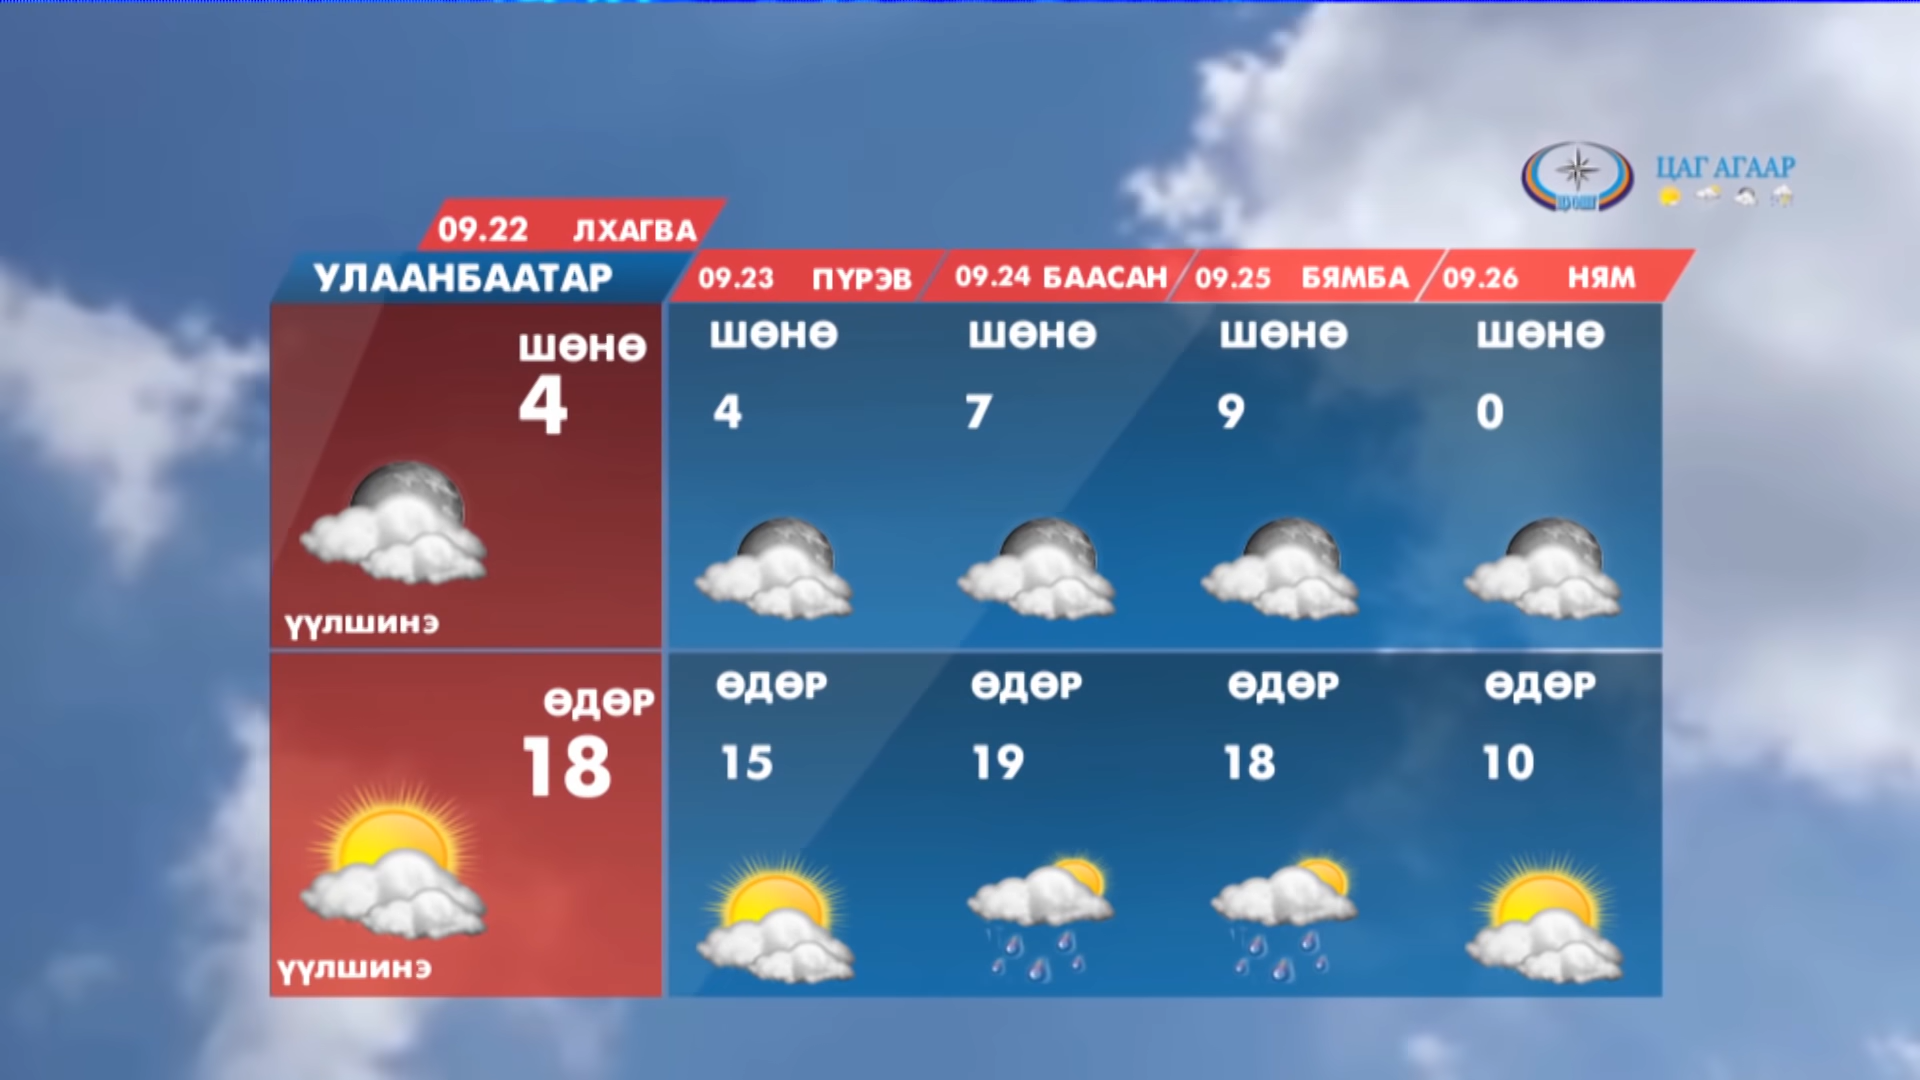 ЦАГ АГААР
09.22 ЛХАГВА
УЛААНБААТАР
09.23 ПҮРЭВ
09.24 БААСАН
09.25 БЯМБА
09.26 НЯМ
ШӨНӨ
4
үүлшинэ
ШӨНӨ
4
ШӨНӨ
7
ШӨНӨ
9
ШӨНӨ
0
ӨДӨР
18
үүлшинэ
ӨДӨР
15
ӨДӨР
19
ӨДӨР
18
ӨДӨР
10